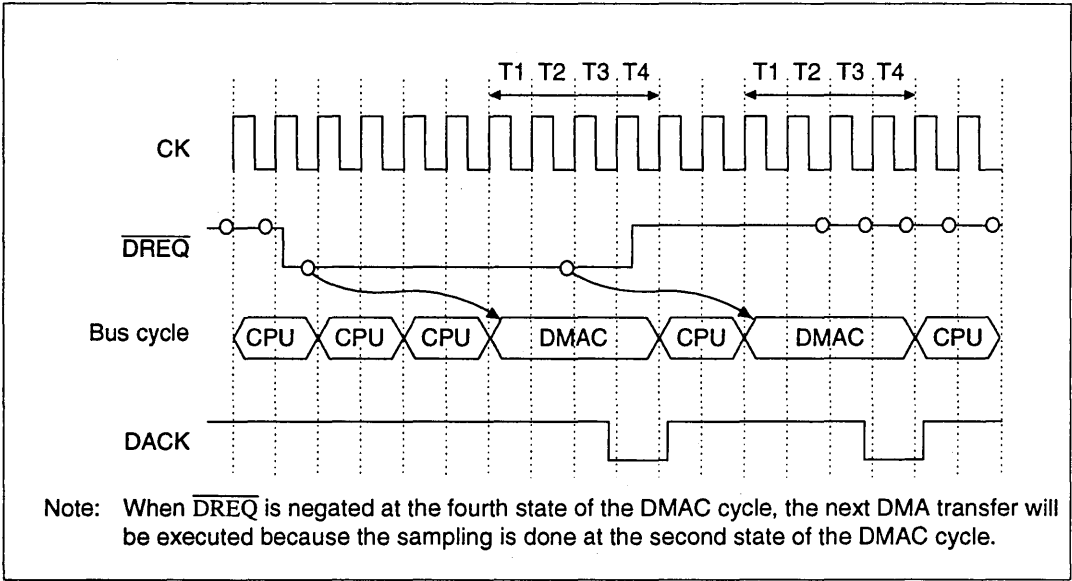 T1 T2 T3 T4 T1 T2 T3 T4
CK
DREQ
Bus cycle CPU CPU CPU DMAC CPU DMAC CPU
DACK
Note: When DREQ is negated at the fourth state of the DMAC cycle, the next DMA transfer will
be executed because the sampling is done at the second state of the DMAC cycle.